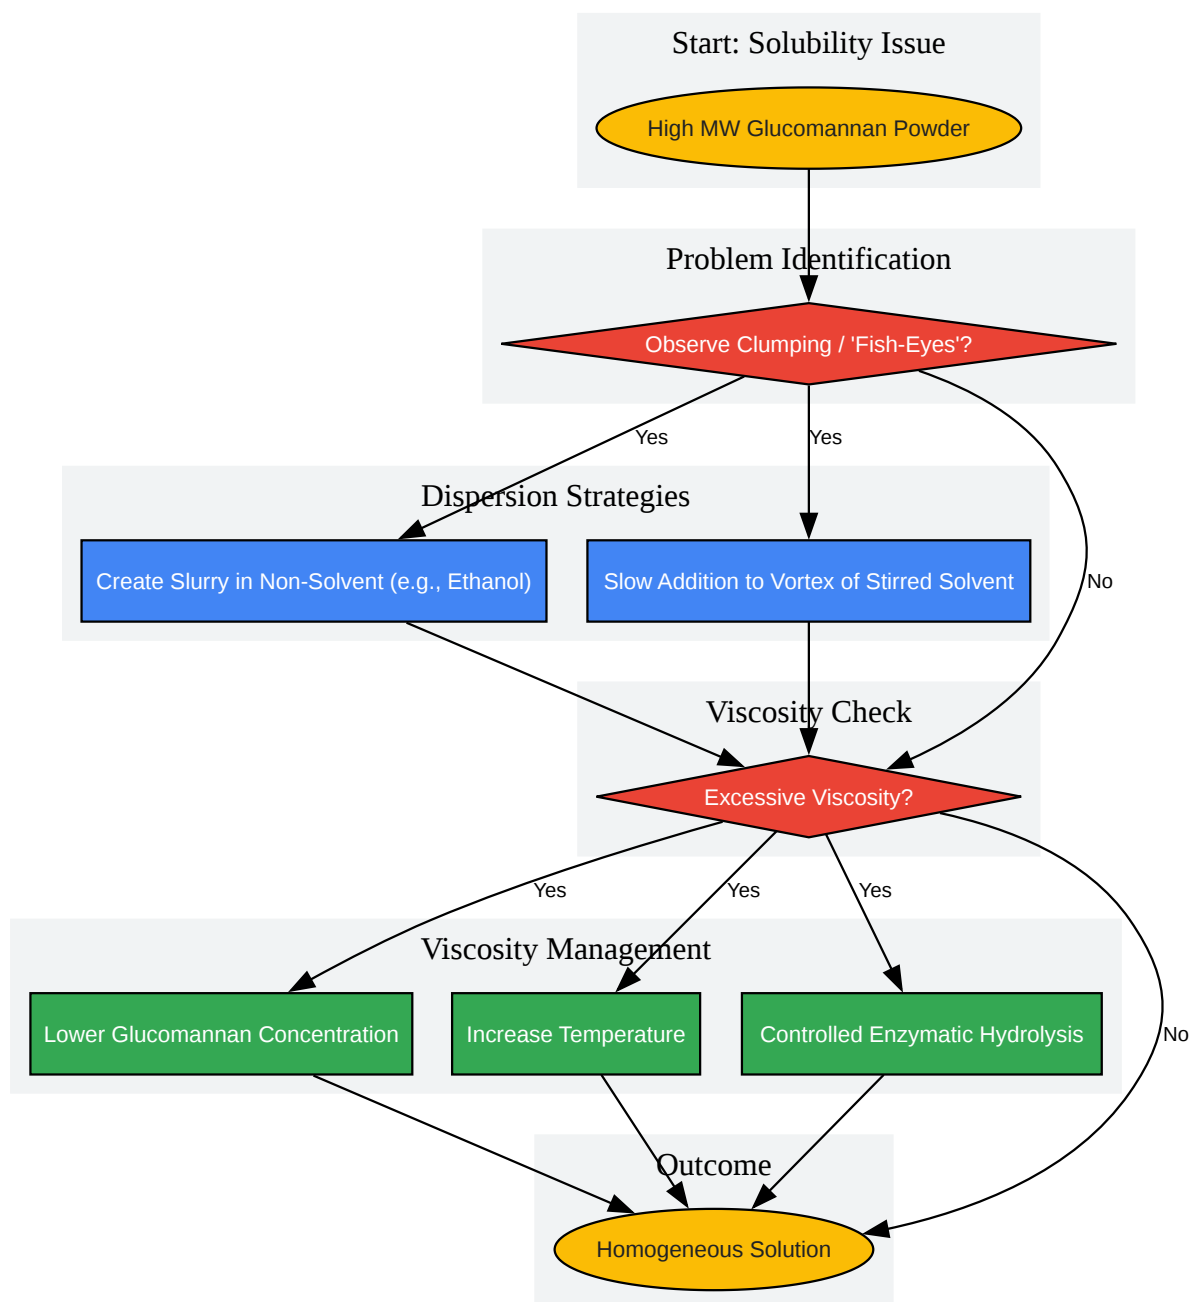 Start: Solubility Issue
High MW Glucomannan Powder
Problem Identification
Observe Clumping / 'Fish-Eyes'?
Yes
Yes
Dispersion Strategies
Create Slurry in Non-Solvent (e.g., Ethanol)
Slow Addition to Vortex of Stirred Solvent
No
Viscosity Check
Excessive Viscosity?
Yes
Yes
Yes
Viscosity Management
Lower Glucomannan Concentration
Increase Temperature
Controlled Enzymatic Hydrolysis
No
Outcome
Homogeneous Solution